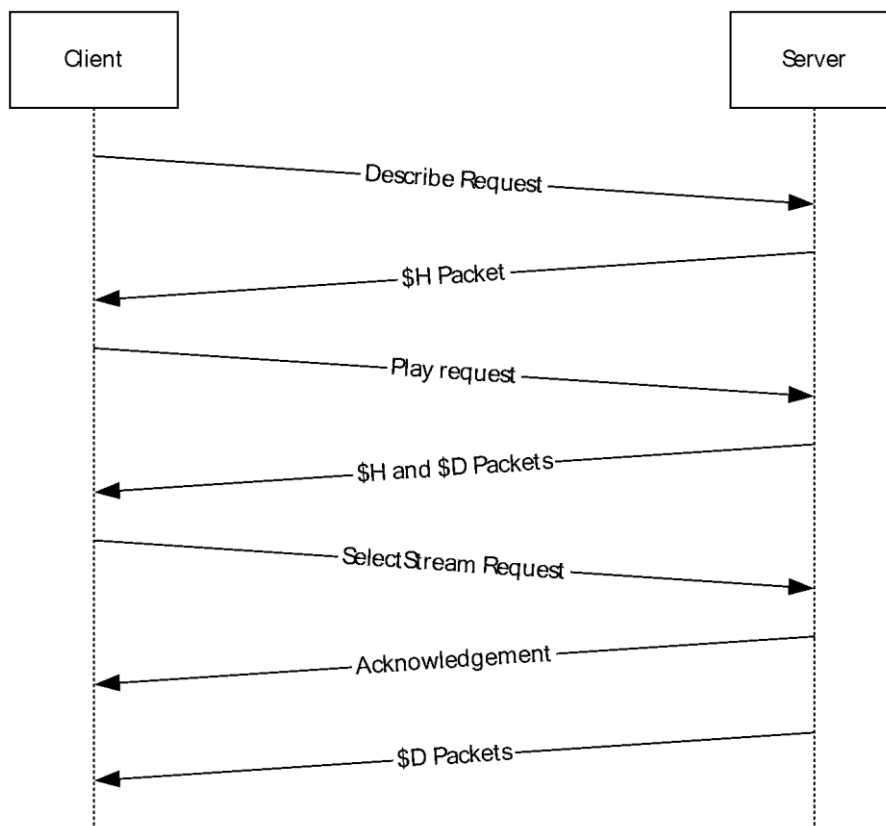 Client
Server
Describe Request
$H Packet
Play request
$H and $D Packets
SelectStream Request
Acknowledgement
$D Packets